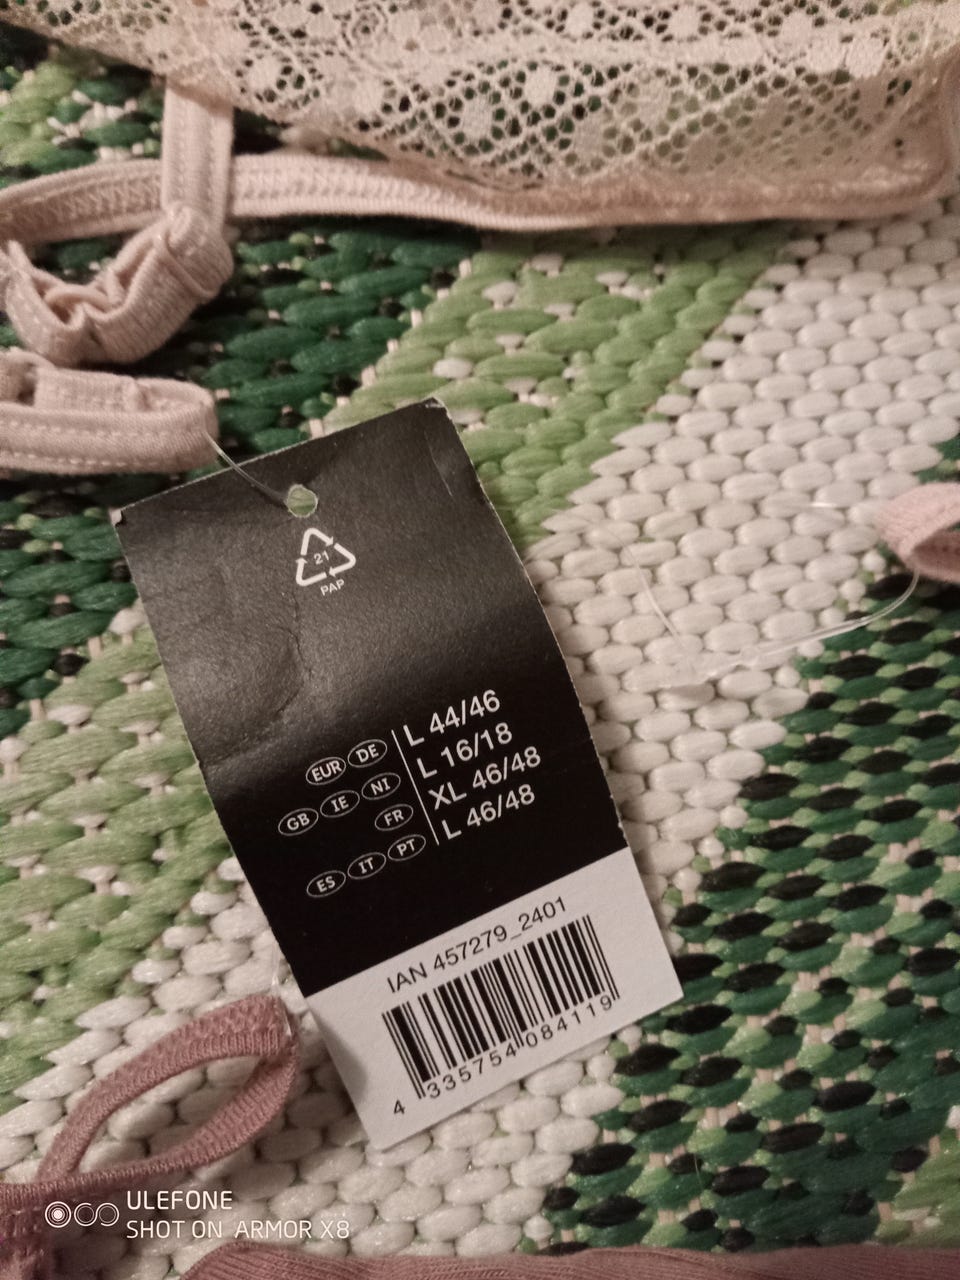 21
PAP
EUR DE L 44/46
GB IE NI L 16/18
FR XL 46/48
ES IT PT L 46/48
IAN 457279_2401
4 335754 084119
ULEFONE
SHOT ON ARMOR X8